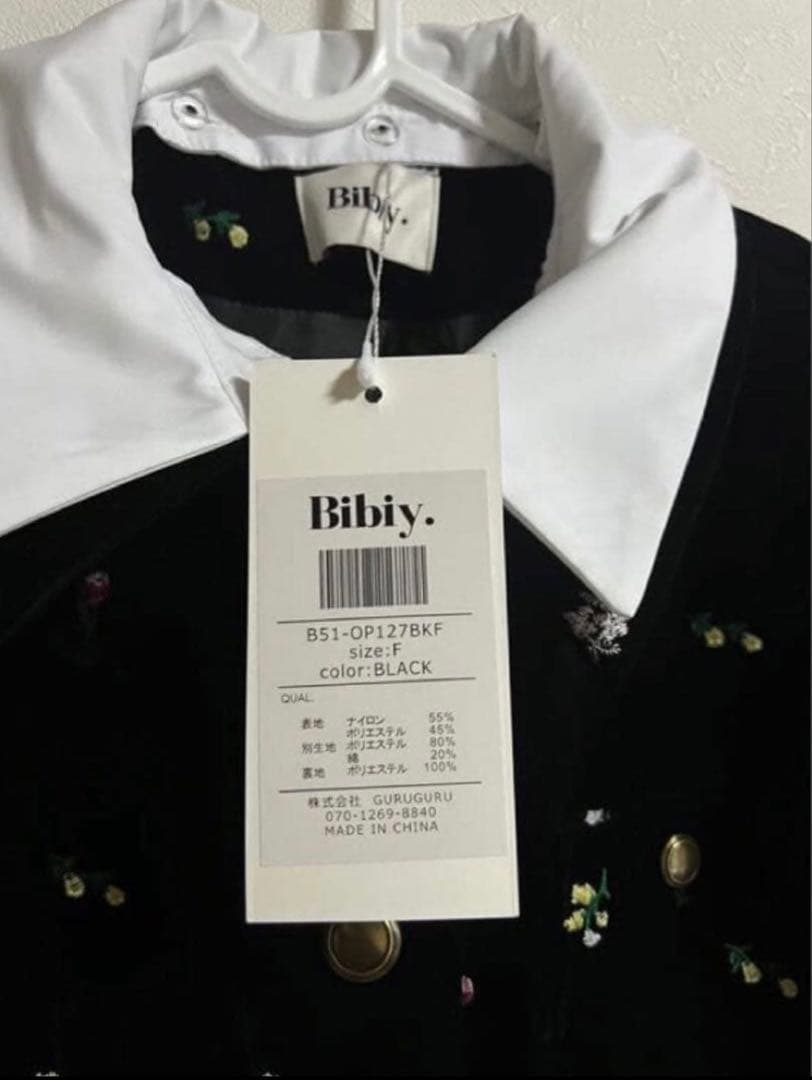 Bibiy.
Bibiy.
B51-OP127BKF
size:F
color:BLACK
QUAL.
表地 ナイロン 55%
ポリエステル 45%
別生地 ポリエステル 80%
綿 20%
裏地 ポリエステル 100%
株式会社 GURUGURU
070-1269-8840
MADE IN CHINA